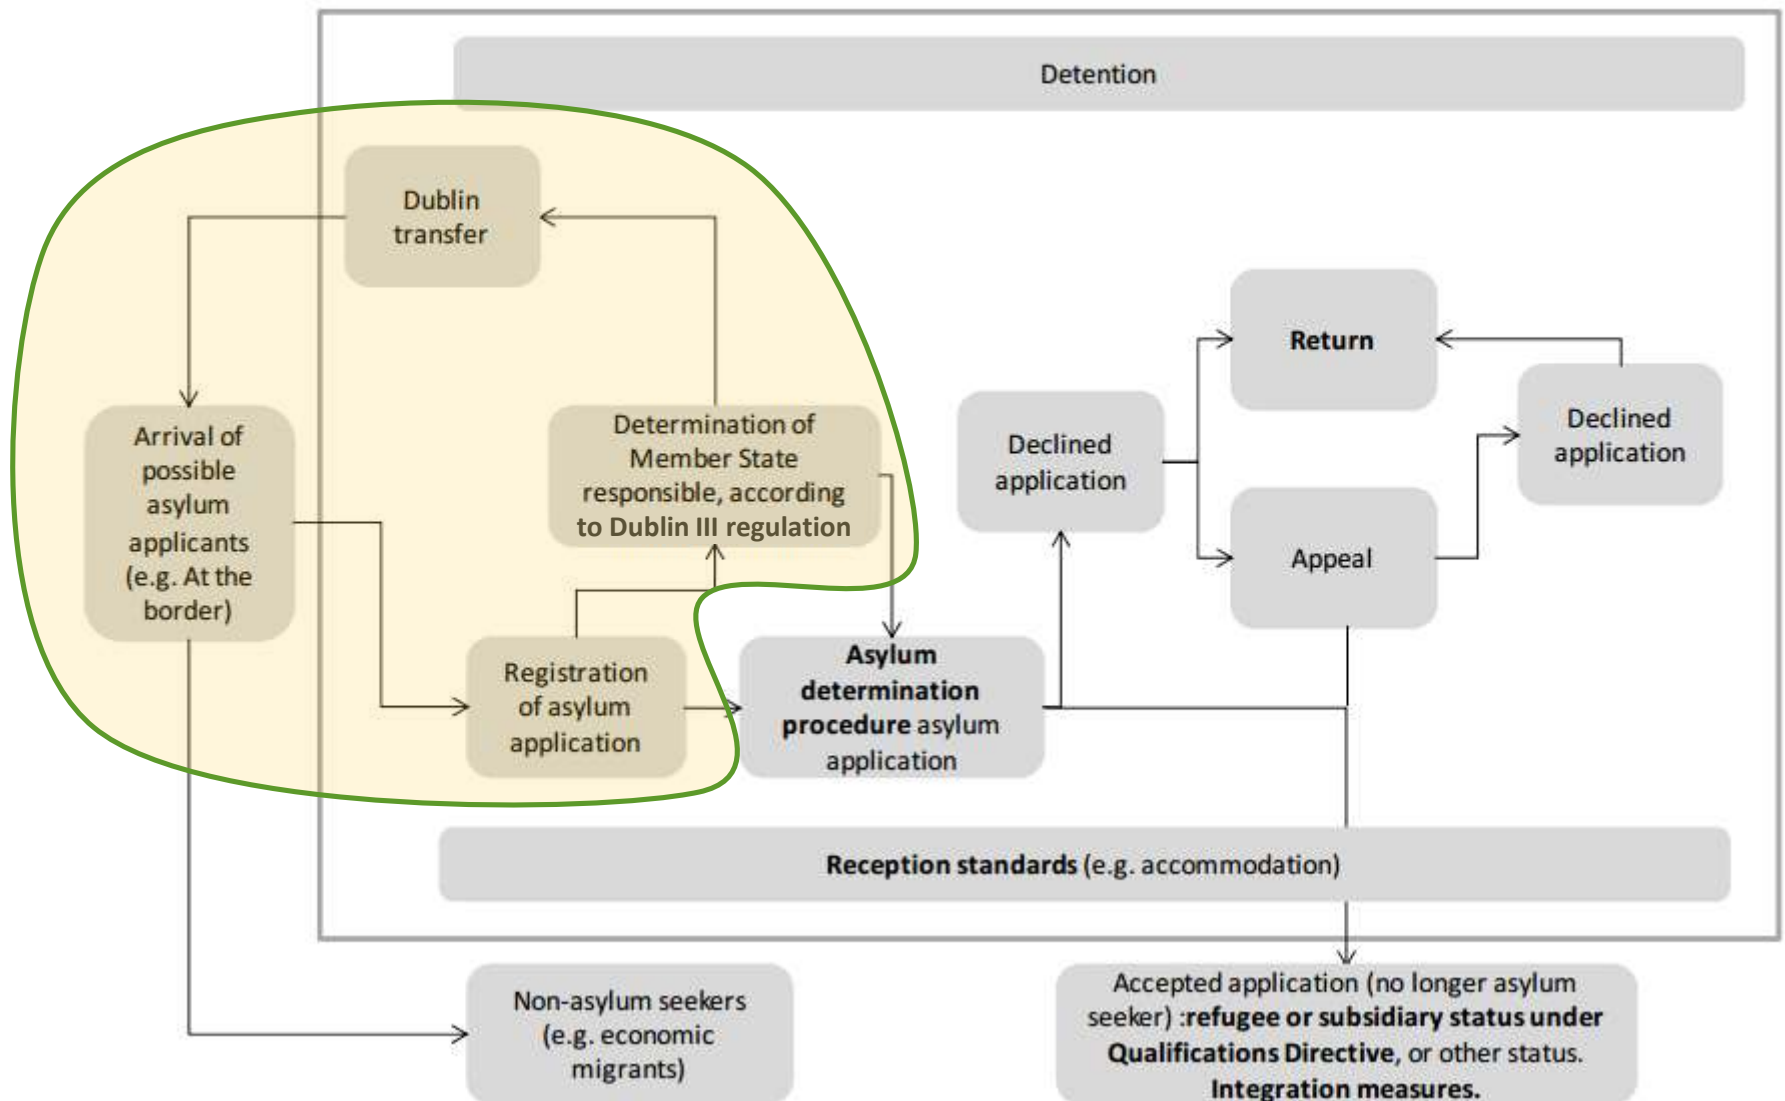 Detention
Dublin
transfer
Return
Arrival of
possible
asylum
applicants
(e.g. At the
border)
Determination of
Member State
responsible, according
to Dublin III regulation
Declined
application
Declined
application
Appeal
Registration
of asylum
application
Asylum
determination
procedure asylum
application
Reception standards (e.g. accommodation)
Non-asylum seekers
(e.g. economic
migrants)
Accepted application (no longer asylum
seeker) :refugee or subsidiary status under
Qualifications Directive, or other status.
Integration measures.